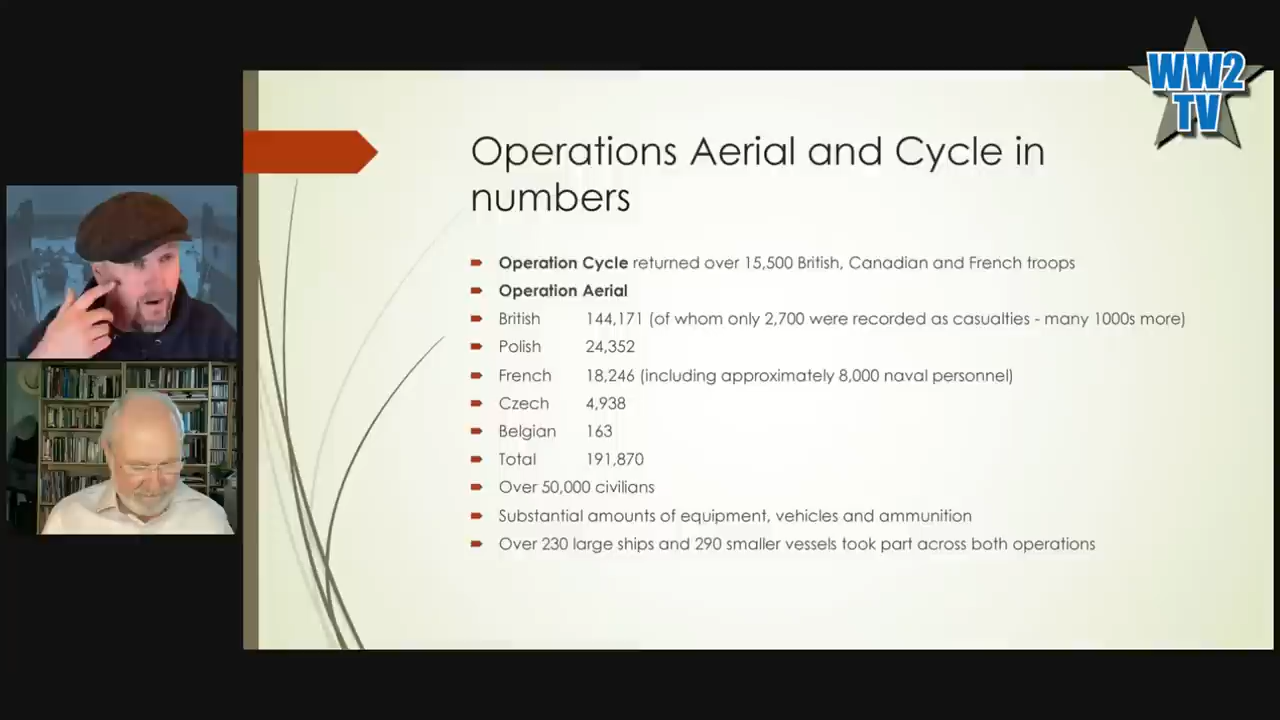 WW2
TV
Operations Aerial and Cycle in
numbers
Operation Cycle returned over 15,500 British, Canadian and French troops
Operation Aerial
British 144,171 (of whom only 2,700 were recorded as casualties - many 1000s more)
Polish 24,352
French 18,246 (including approximately 8,000 naval personnel)
Czech 4,938
Belgian 163
Total 191,870
Over 50,000 civilians
Substantial amounts of equipment, vehicles and ammunition
Over 230 large ships and 290 smaller vessels took part across both operations